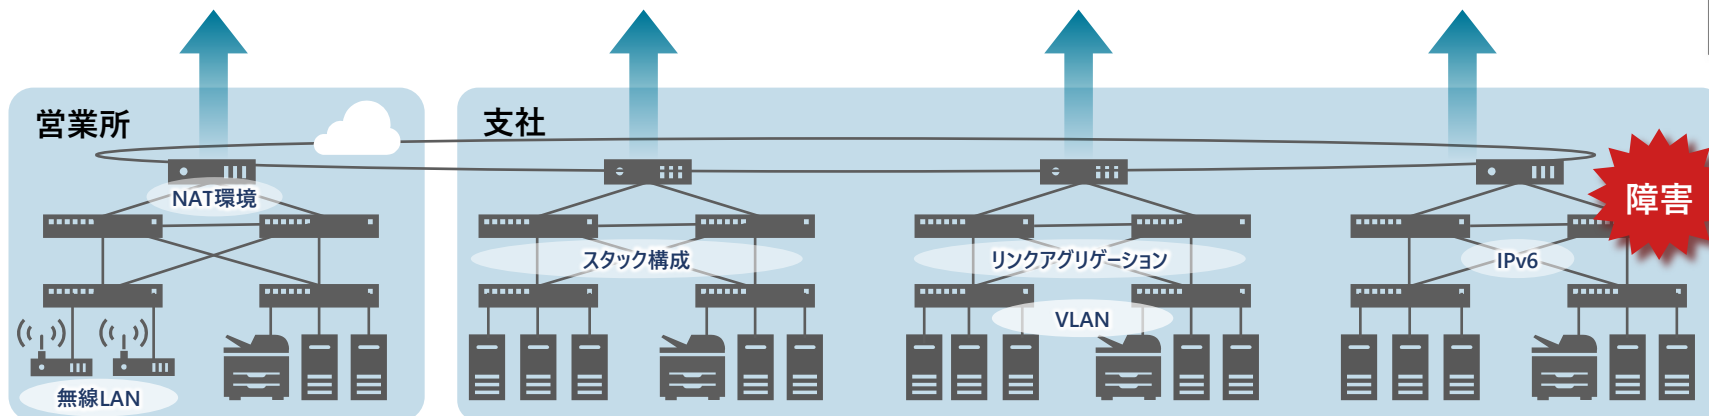 営業所
支社
障害
NAT環境
スタック構成
リンクアグリゲーション
IPv6
VLAN
無線LAN